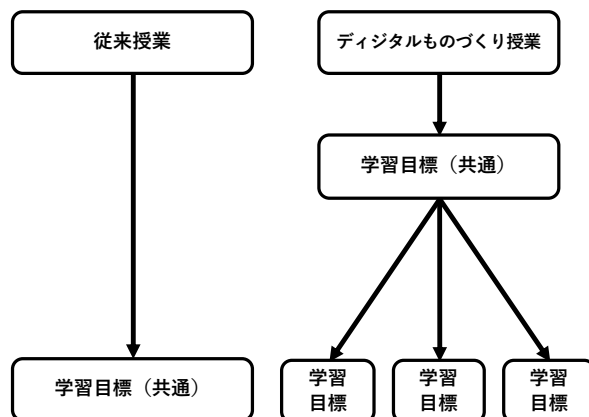 従来授業
ディジタルものづくり授業
学習目標（共通）
学習目標（共通）
学習
目標
学習
目標
学習
目標